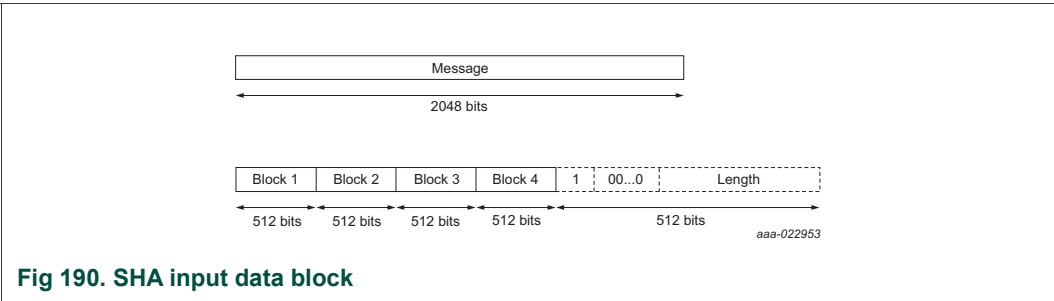 Message
2048 bits
Block 1 Block 2 Block 3 Block 4 1 00...0 Length
512 bits 512 bits 512 bits 512 bits 512 bits
aaa-022953
Fig 190. SHA input data block